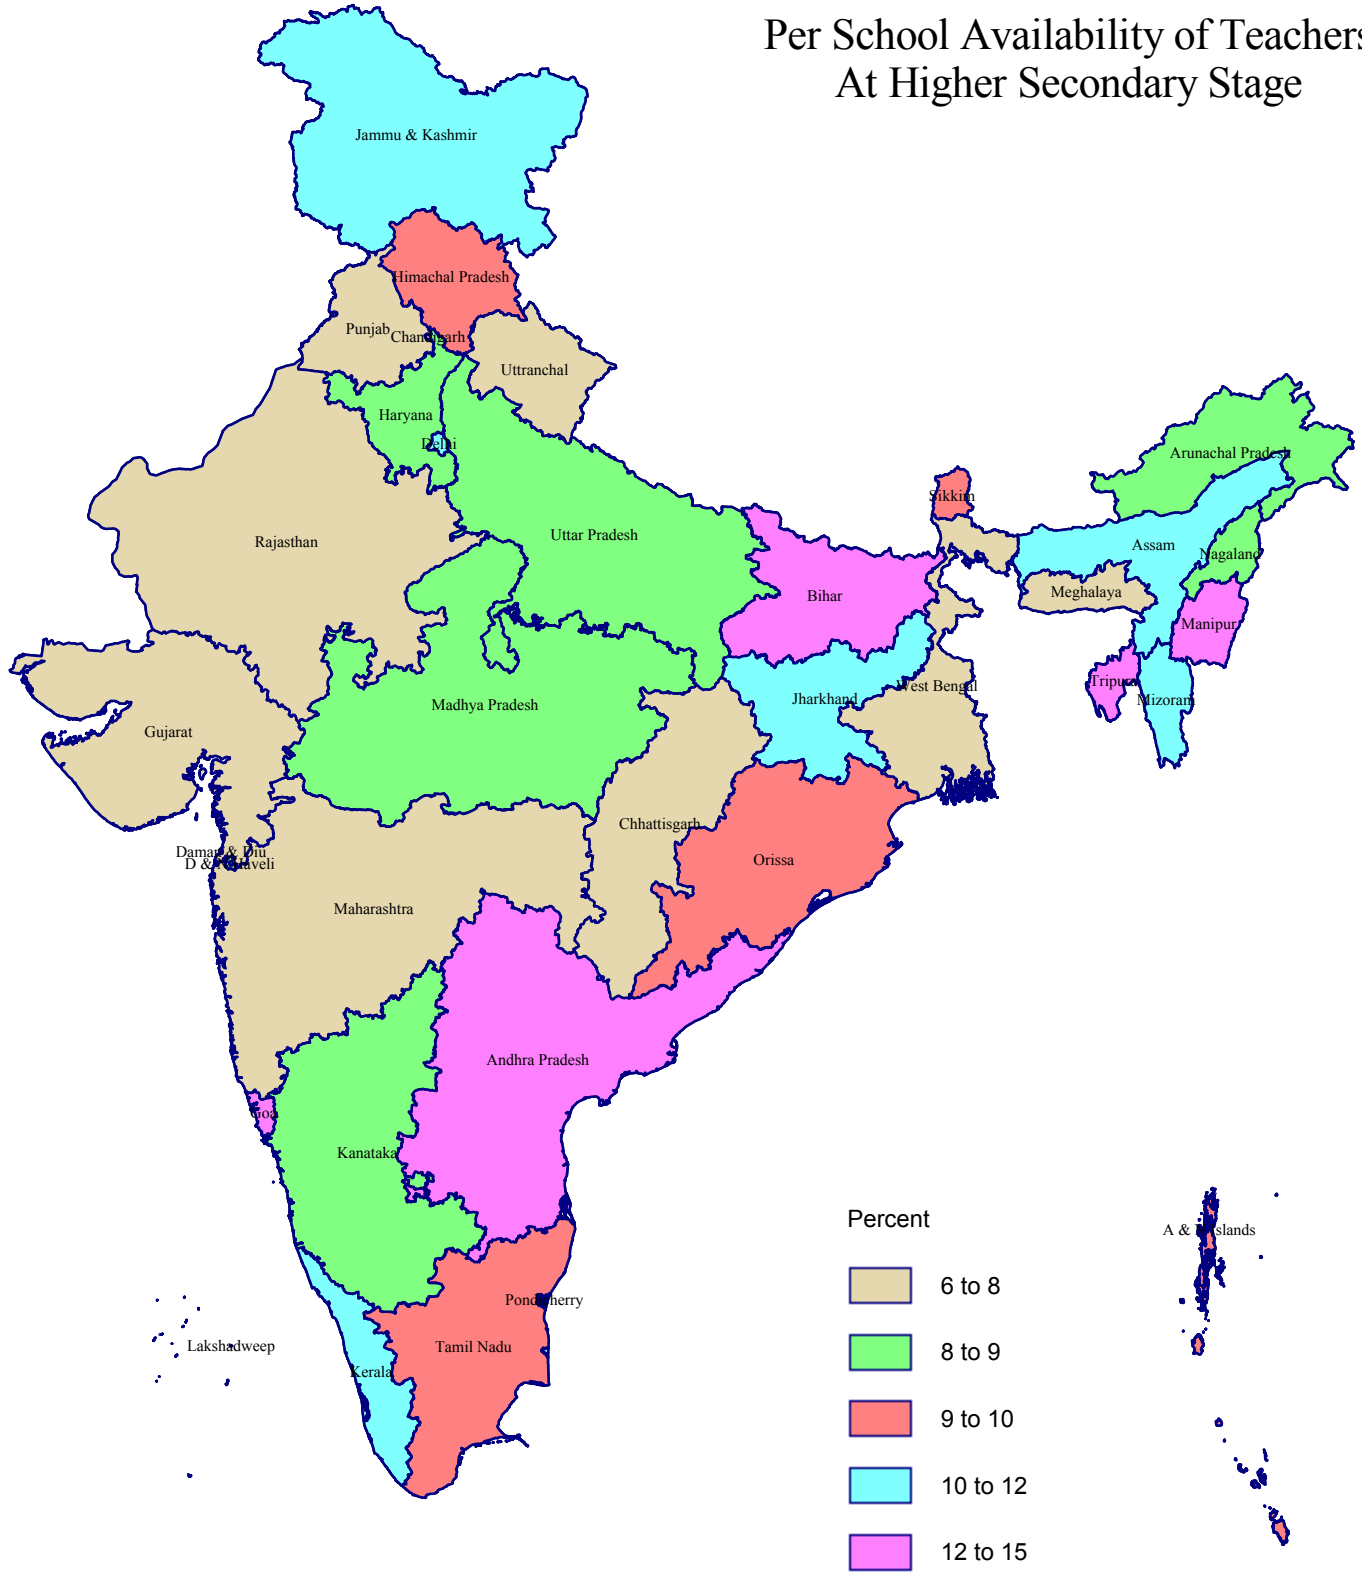 Per School Availability of Teachers
At Higher Secondary Stage
Jammu & Kashmir
Himachal Pradesh
Punjab
Chandigarh
Uttranchal
Haryana
Delhi
Arunachal Pradesh
Sikkim
Rajasthan
Uttar Pradesh
Assam
Nagaland
Bihar
Meghalaya
Manipur
Tripura
West Bengal
Jharkhand
Mizoram
Madhya Pradesh
Gujarat
Chhattisgarh
Daman & Diu
D & N Haveli
Orissa
Maharashtra
Andhra Pradesh
Goa
Kanataka
A & N Islands
Pondicherry
Tamil Nadu
Lakshadweep
Kerala
Percent
6 to 8
8 to 9
9 to 10
10 to 12
12 to 15